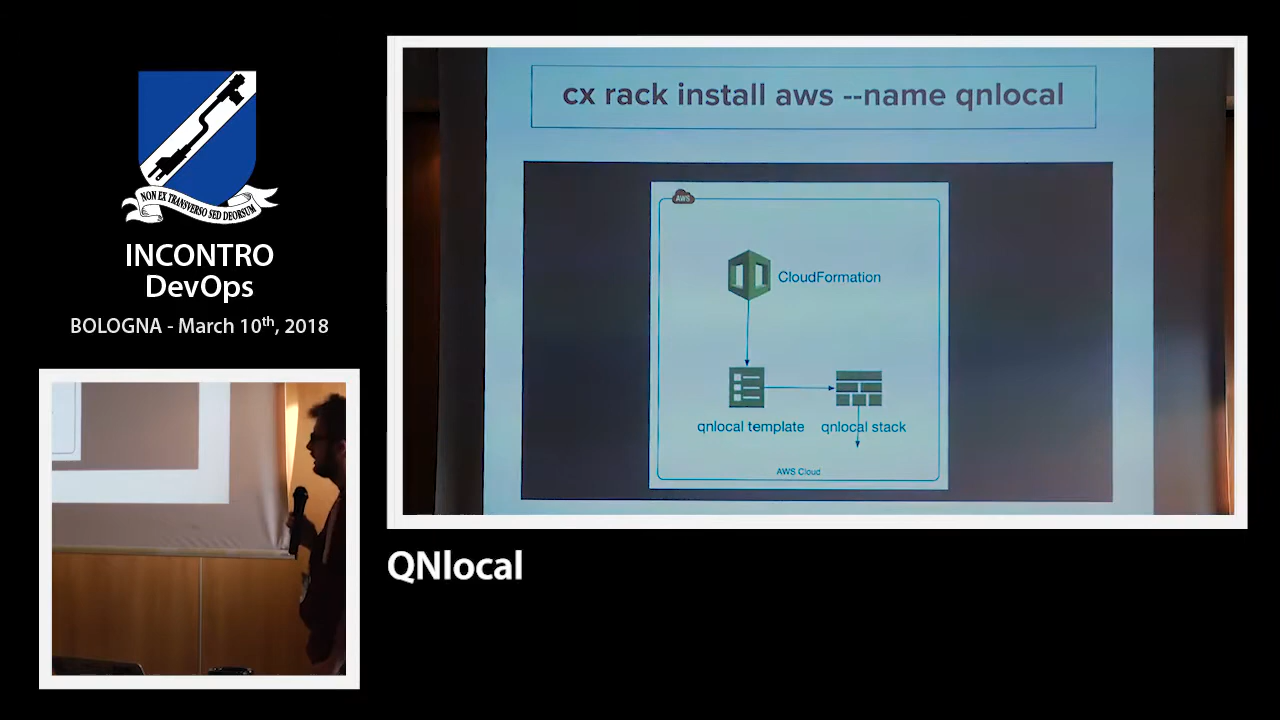 NON EX TRANSVERSO SED DEORSUM
INCONTRO
DevOps
BOLOGNA - March 10th, 2018
cx rack install aws --name qnlocal
AWS
CloudFormation
qnlocal template
qnlocal stack
AWS Cloud
QNlocal